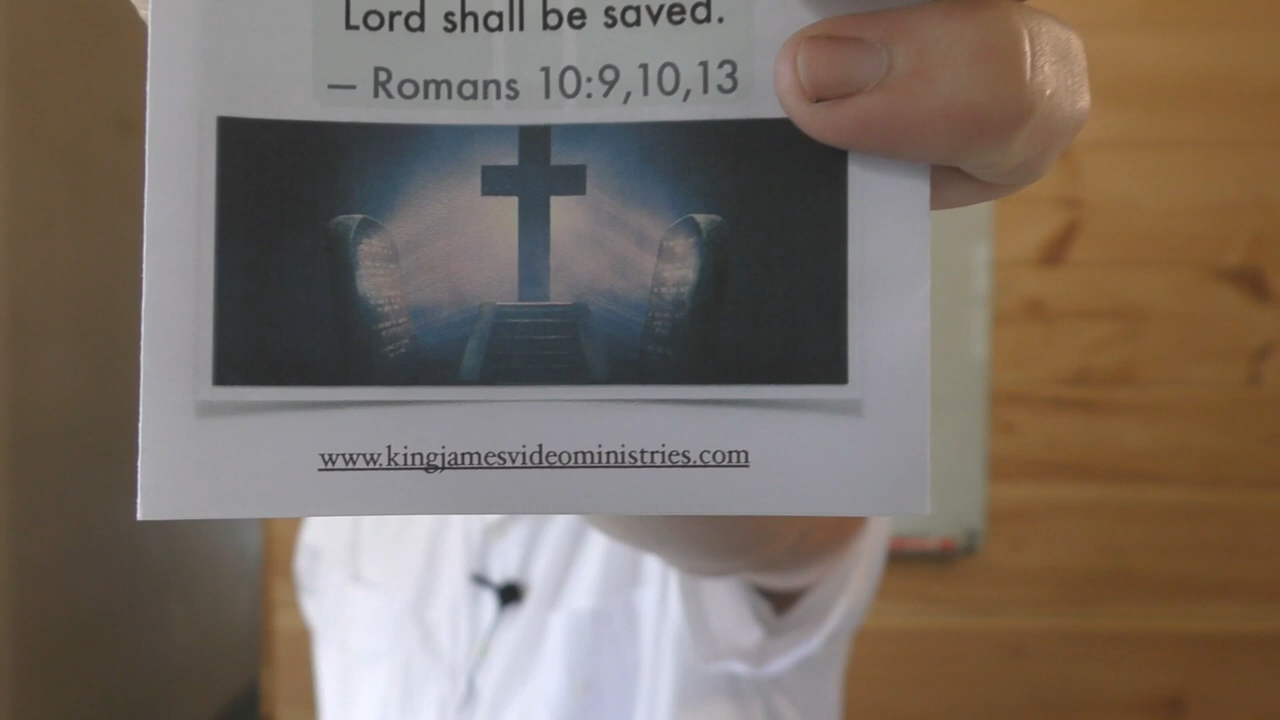 Lord shall be saved.
— Romans 10:9,10,13
www.kingjamesvideoministries.com